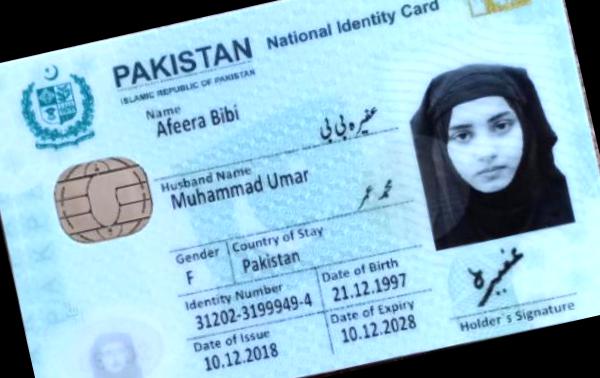 PAKISTAN National Identity Card
ISLAMIC REPUBLIC OF PAKISTAN
Name
Afeera Bibi
عفیرہ بی بی
Husband Name
Muhammad Umar
محمد عمر
Gender Country of Stay
F Pakistan
Identity Number Date of Birth
31202-3199949-4 21.12.1997
Date of Issue Date of Expiry
10.12.2018 10.12.2028
عفیرہ
Holder's Signature